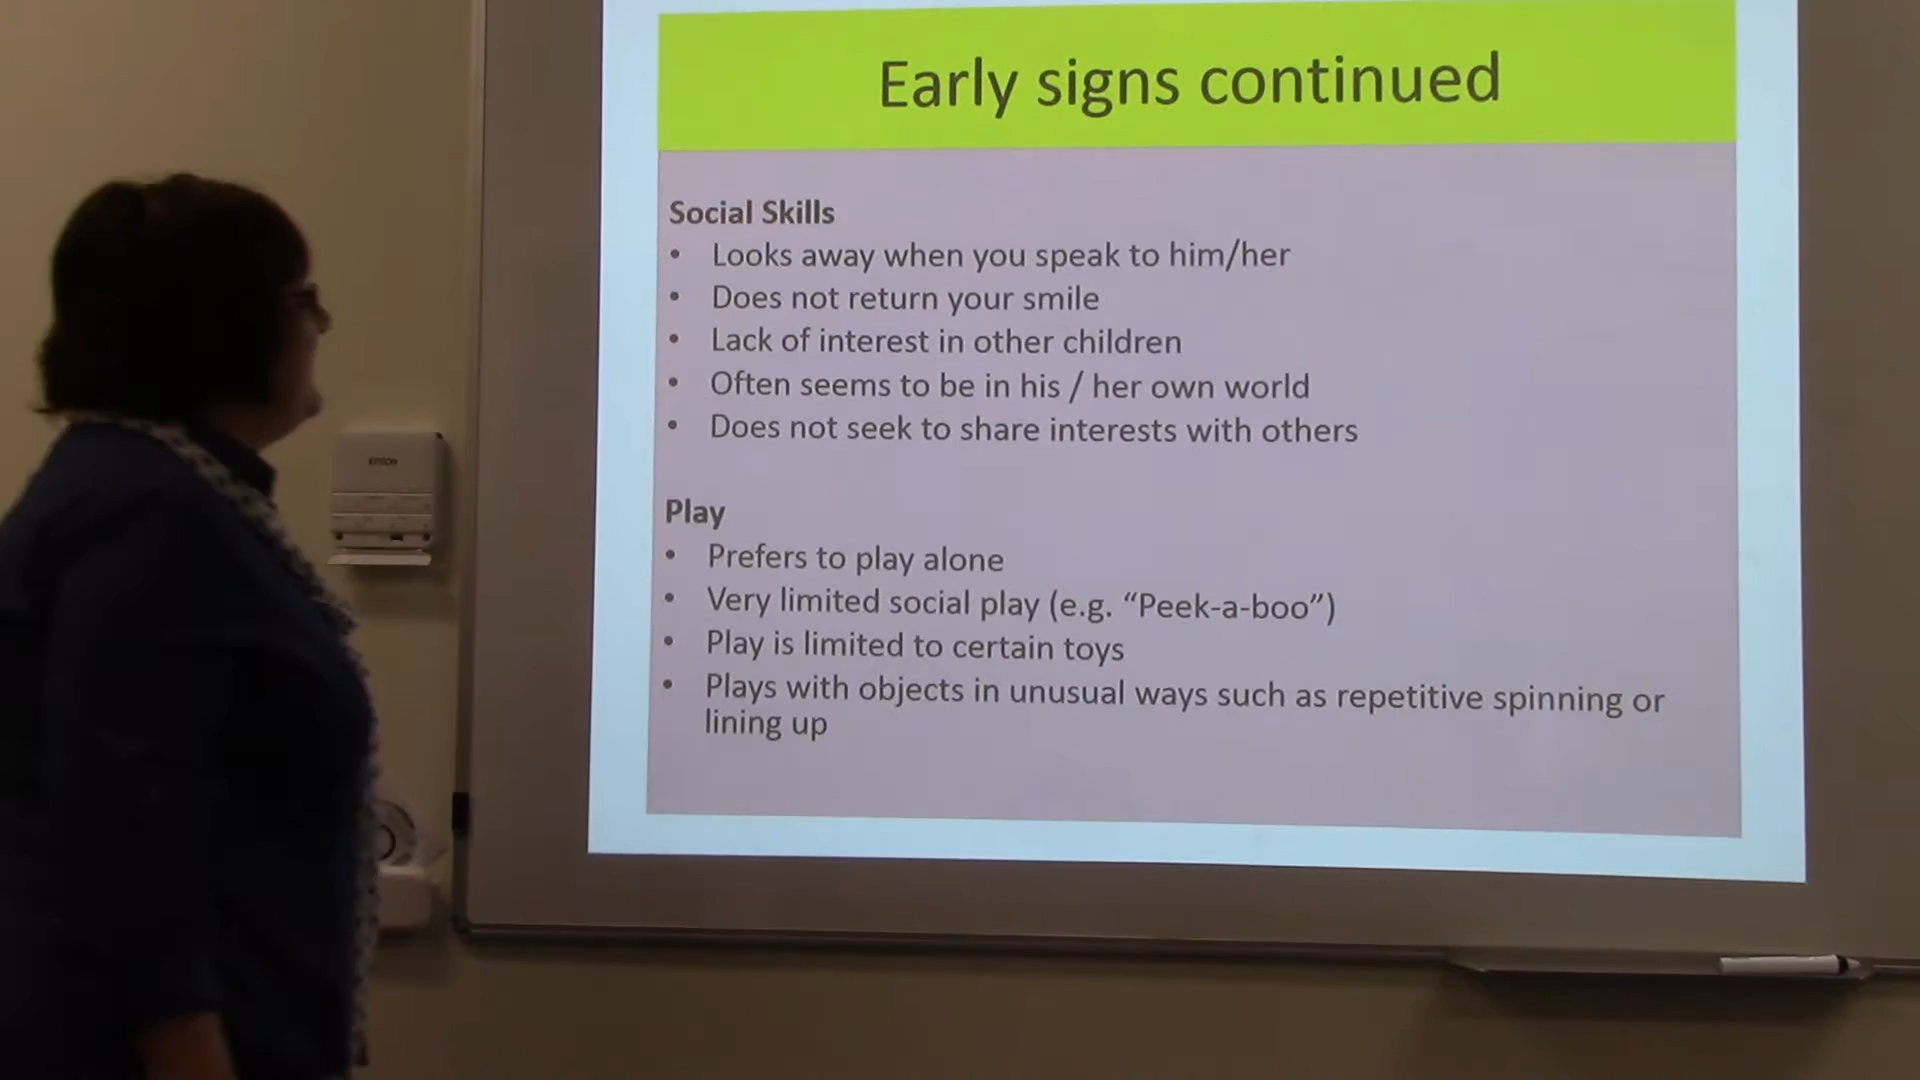 Early signs continued
Social Skills
• Looks away when you speak to him/her
• Does not return your smile
• Lack of interest in other children
• Often seems to be in his / her own world
• Does not seek to share interests with others
Play
• Prefers to play alone
• Very limited social play (e.g. “Peek-a-boo”)
• Play is limited to certain toys
• Plays with objects in unusual ways such as repetitive spinning or
lining up
EPSON